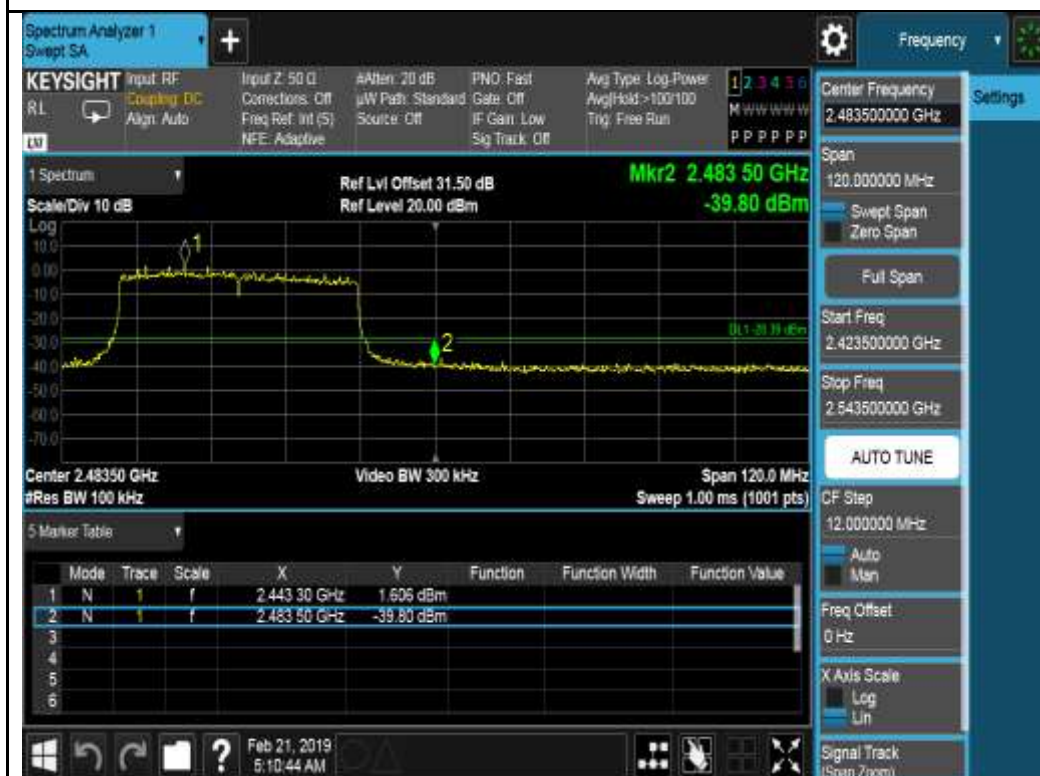 Spectrum Analyzer 1
Swept SA
+
Frequency
KEYSIGHT
RL
LXI
Input: RF
Coupling: DC
Align: Auto
Input Z: 50 Ω
Corrections: Off
Freq Ref: Int (S)
NFE: Adaptive
#Atten: 20 dB
µW Path: Standard
Source: Off
PNO: Fast
Gate: Off
IF Gain: Low
Sig Track: Off
Avg Type: Log-Power
Avg|Hold:>100/100
Trig: Free Run
1 2 3 4 5 6
M W W W W W
P P P P P P
1 Spectrum
Scale/Div 10 dB
Ref Lvl Offset 31.50 dB
Ref Level 20.00 dBm
Mkr2 2.483 50 GHz
-39.80 dBm
Log
10.0
0.00
-10.0
-20.0
-30.0
-40.0
-50.0
-60.0
-70.0
1
2
Center 2.48350 GHz
#Res BW 100 kHz
Video BW 300 kHz
Span 120.0 MHz
Sweep 1.00 ms (1001 pts)
5 Marker Table
Mode Trace Scale X Y Function Function Width Function Value
1 N 1 f 2.443 30 GHz 1.606 dBm
2 N 1 f 2.483 50 GHz -39.80 dBm
3
4
5
6
?
Feb 21, 2019
5:10:44 AM
Center Frequency
2.483500000 GHz
Settings
Span
120.000000 MHz
Swept Span
Zero Span
Full Span
Start Freq
2.423500000 GHz
Stop Freq
2.543500000 GHz
AUTO TUNE
CF Step
12.000000 MHz
Auto
Man
Freq Offset
0 Hz
X Axis Scale
Log
Lin
Signal Track
(Span Zoom)